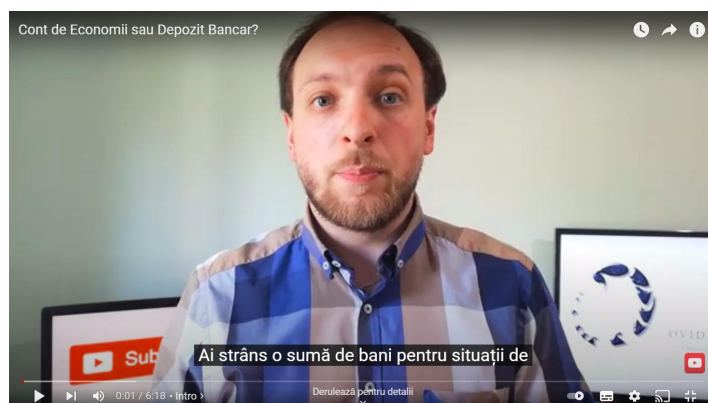 Cont de Economii sau Depozit Bancar?
Sub
OVID
Ai strâns o sumă de bani pentru situații de
0:01 / 6:18 • Intro
Derulează pentru detalii